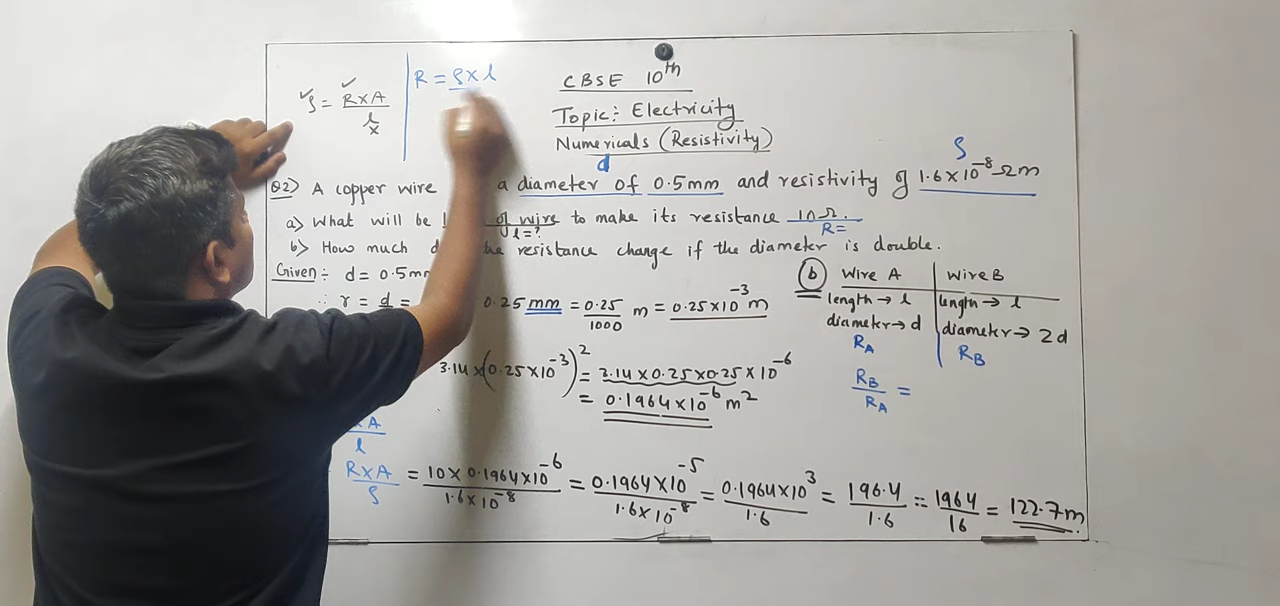 CBSE 10th
Topic:- Electricity
Numericals (Resistivity)
ρ = R×A / l
R = ρ×l
d
ρ
Q2> A copper wire a diameter of 0.5mm and resistivity of 1.6×10⁻⁸Ωm
a> What will be of wire to make its resistance 10Ω.
l=?
R=
b> How much resistance change if the diameter is double.
Given:- d = 0.5m
∴ r = d = 0.25 mm = 0.25/1000 m = 0.25×10⁻³m
3.14×(0.25×10⁻³)² = 3.14×0.25×0.25×10⁻⁶
= 0.1964×10⁻⁶ m²
×A / l
R×A / ρ = 10×0.1964×10⁻⁶ / 1.6×10⁻⁸ = 0.1964×10⁻⁵ / 1.6×10⁻⁸ = 0.1964×10³ / 1.6 = 196.4 / 1.6 = 1964 / 16 = 122.7m
(b) Wire A | Wire B
length→ l | length→ l
diameter→ d | diameter→ 2d
R_A | R_B
R_B / R_A =